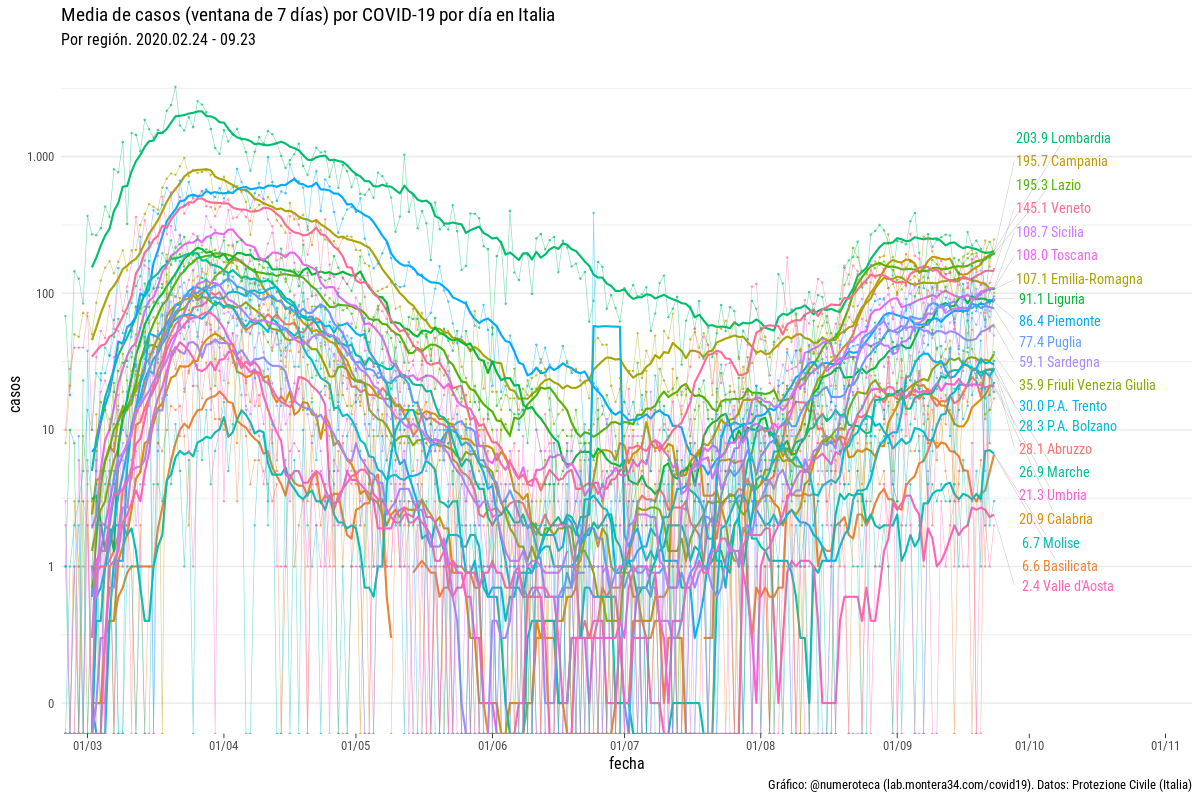 Media de casos (ventana de 7 días) por COVID-19 por día en Italia
Por región. 2020.02.24 - 09.23
casos
1.000
100
10
1
0
203.9 Lombardia
195.7 Campania
195.3 Lazio
145.1 Veneto
108.7 Sicilia
108.0 Toscana
107.1 Emilia-Romagna
91.1 Liguria
86.4 Piemonte
77.4 Puglia
59.1 Sardegna
35.9 Friuli Venezia Giulia
30.0 P.A. Trento
28.3 P.A. Bolzano
28.1 Abruzzo
26.9 Marche
21.3 Umbria
20.9 Calabria
6.7 Molise
6.6 Basilicata
2.4 Valle d'Aosta
01/03 01/04 01/05 01/06 01/07 01/08 01/09 01/10 01/11
fecha
Gráfico: @numeroteca (lab.montera34.com/covid19). Datos: Protezione Civile (Italia)